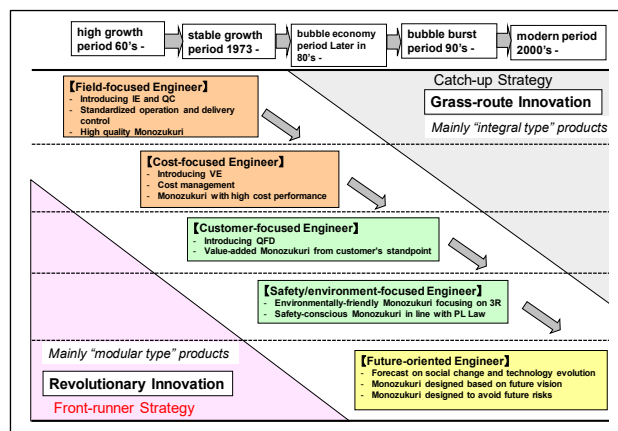 high growth
period 60's -
stable growth
period 1973 -
bubble economy
period Later in
80's -
bubble burst
period 90's -
modern period
2000's -
Catch-up Strategy
Grass-route Innovation
Mainly "integral type" products
【Field-focused Engineer】
- Introducing IE and QC
- Standardized operation and delivery
control
- High quality Monozukuri
【Cost-focused Engineer】
- Introducing VE
- Cost management
- Monozukuri with high cost performance
【Customer-focused Engineer】
- Introducing QFD
- Value-added Monozukuri from customer's standpoint
【Safety/environment-focused Engineer】
- Environmentally-friendly Monozukuri focusing on 3R
- Safety-conscious Monozukuri in line with PL Law
【Future-oriented Engineer】
- Forecast on social change and technology evolution
- Monozukuri designed based on future vision
- Monozukuri designed to avoid future risks
Mainly "modular type" products
Revolutionary Innovation
Front-runner Strategy